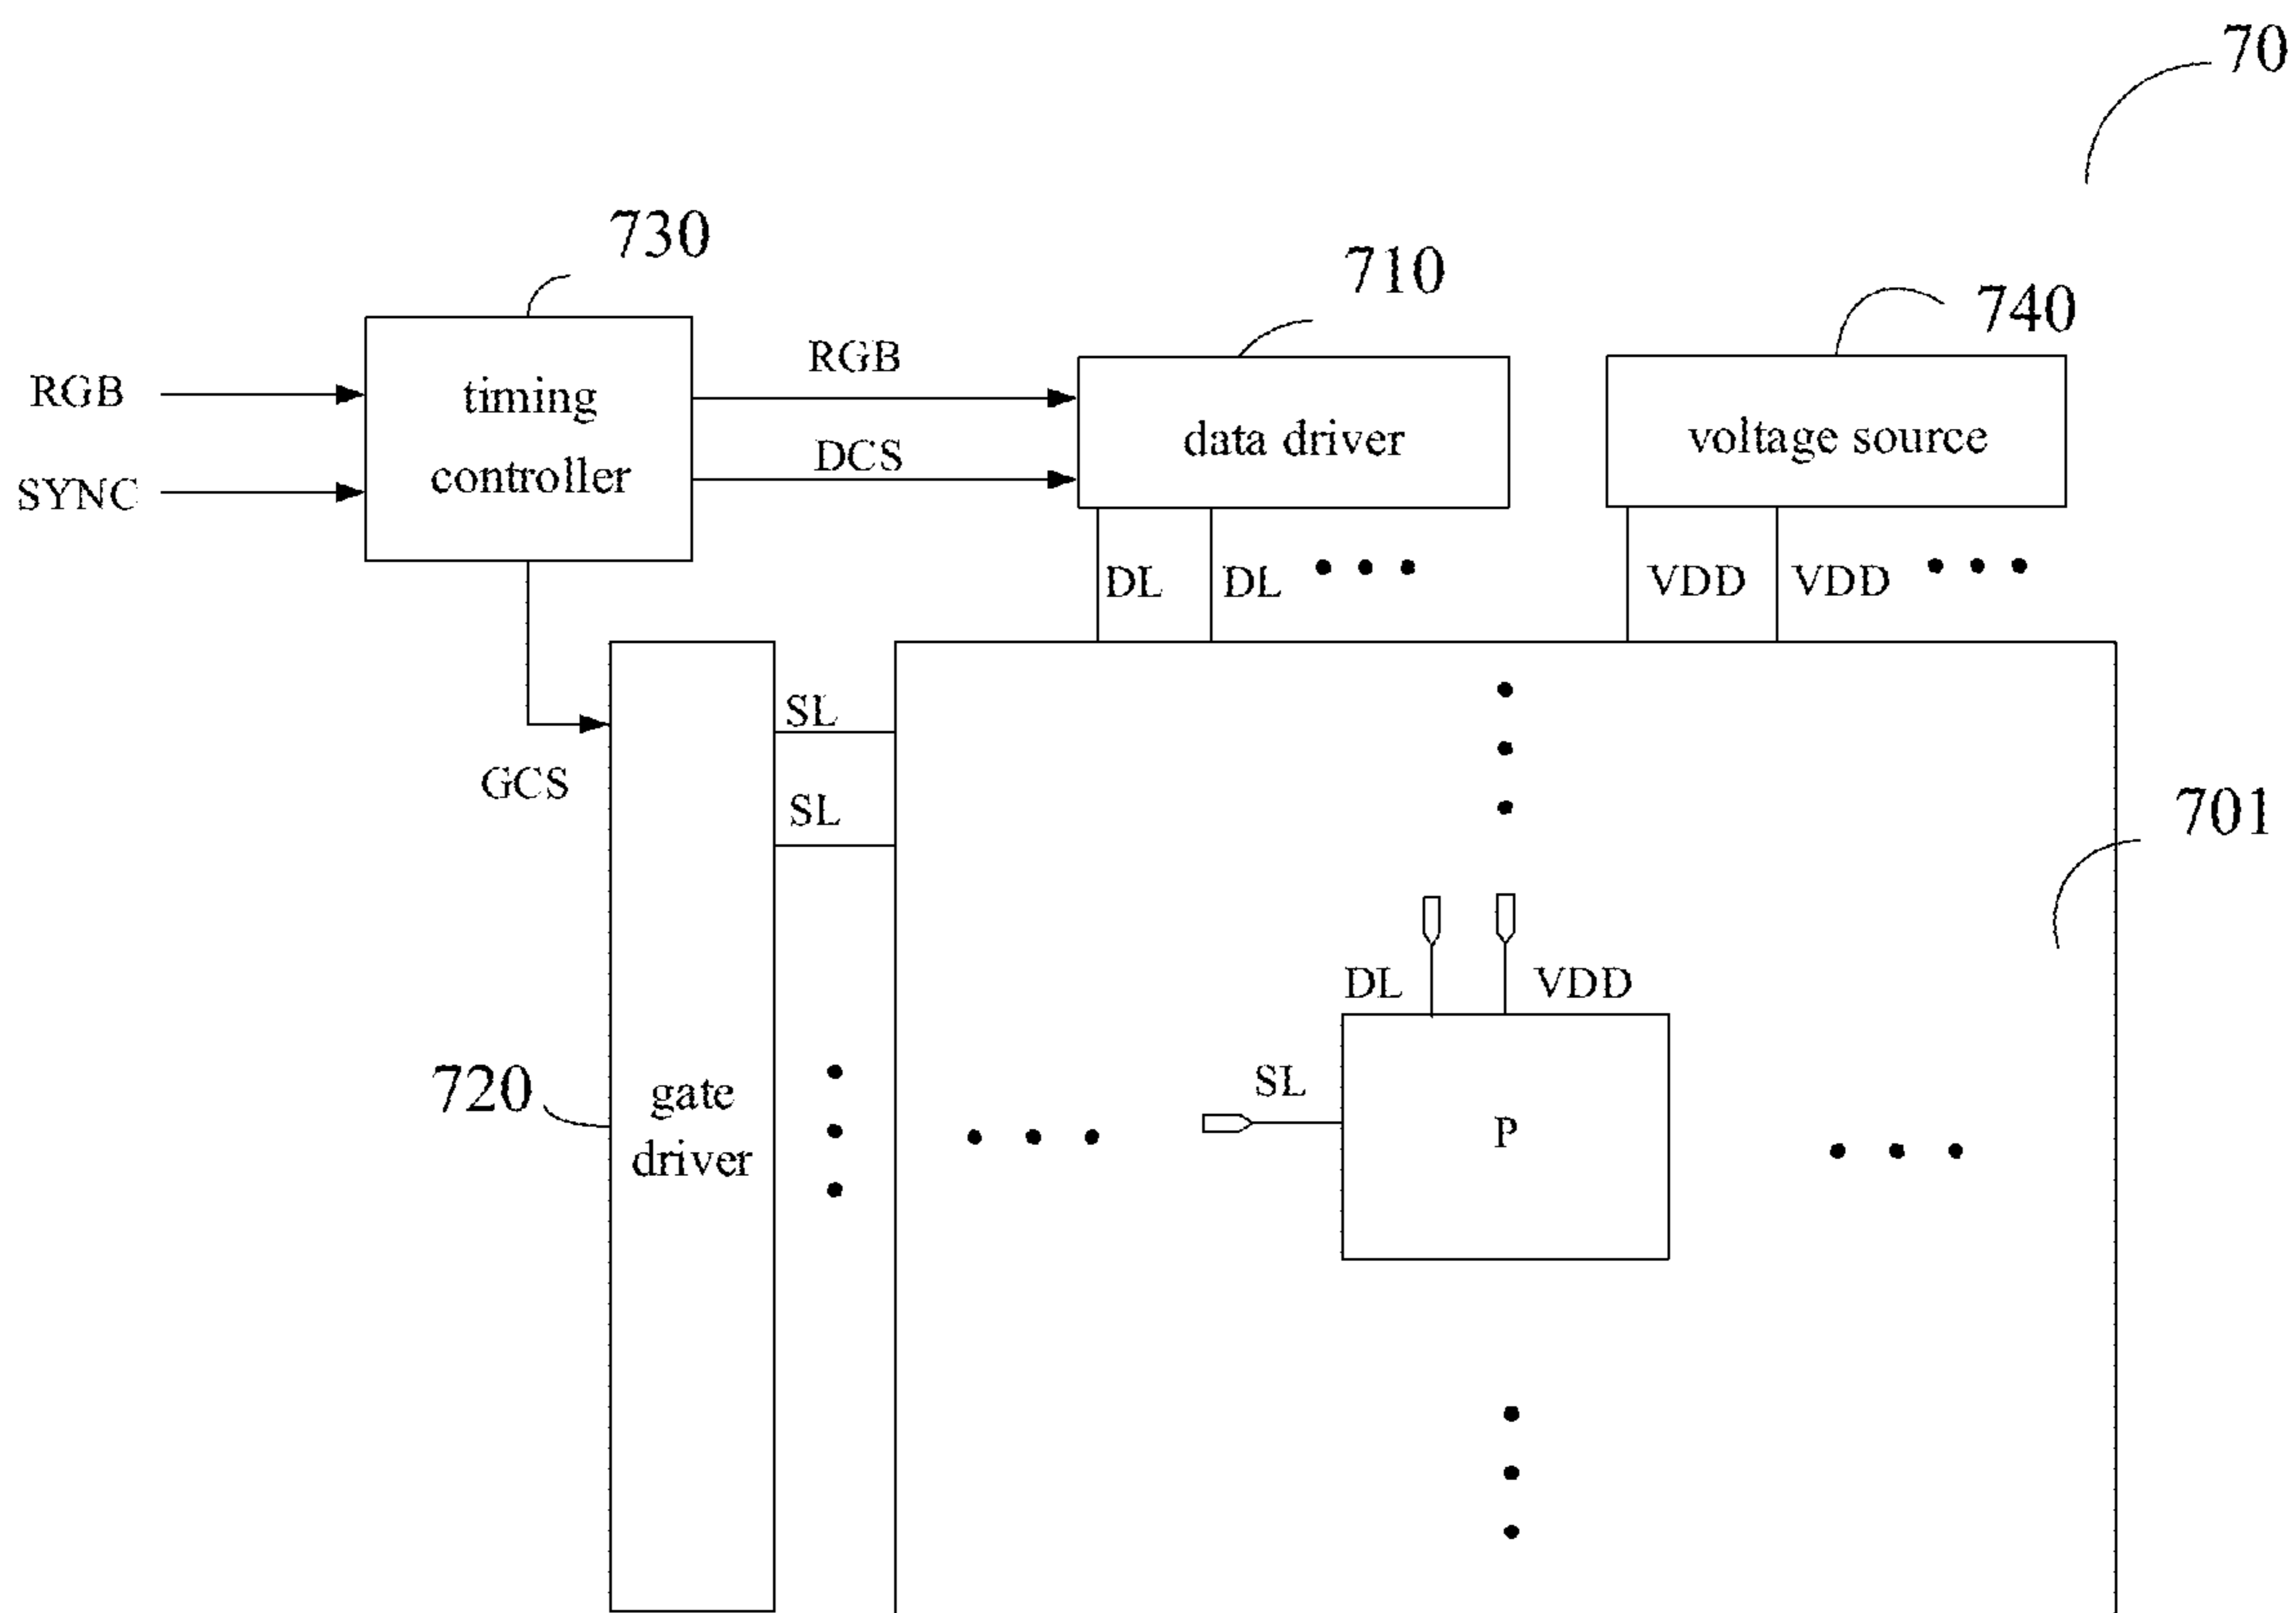 70
730
710
740
RGB
SYNC
timing
controller
RGB
DCS
data driver
voltage source
DL
DL
VDD
VDD
GCS
SL
SL
701
720
gate
driver
DL
VDD
SL
P